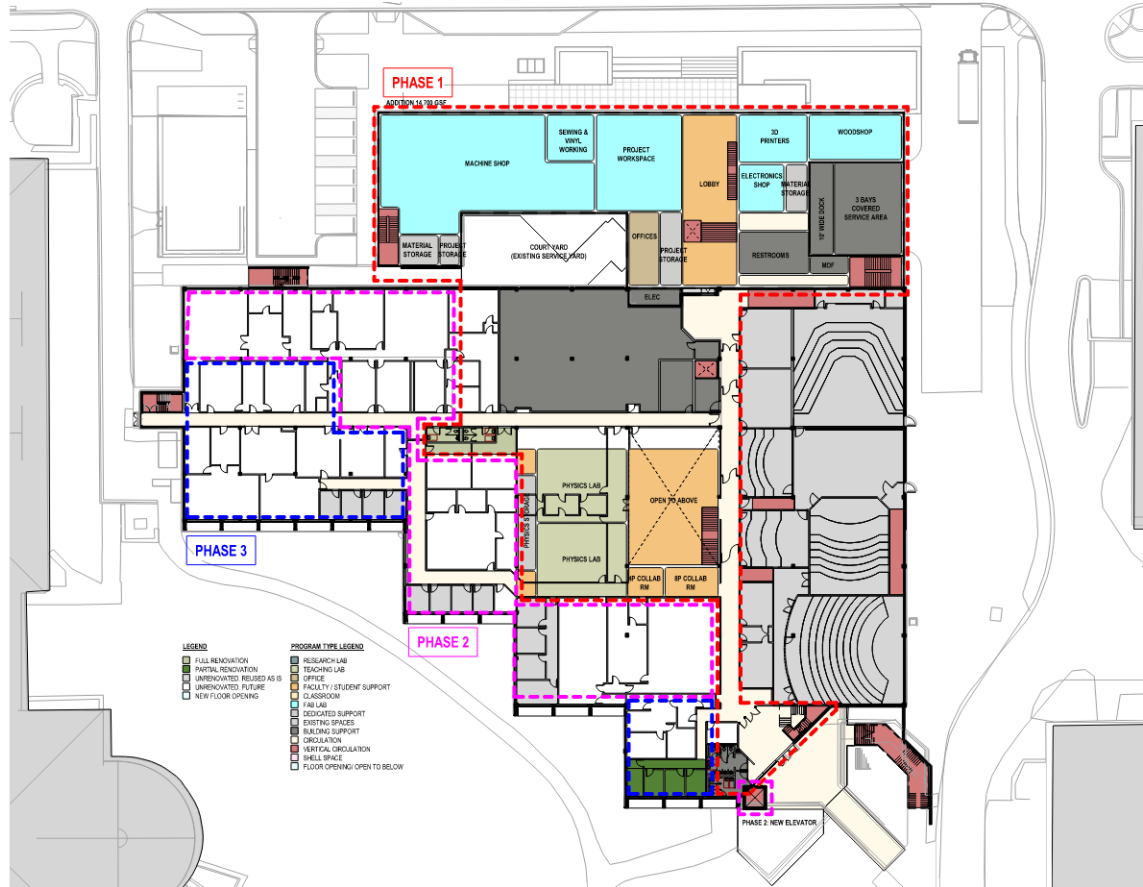 PHASE 1
ADDITION 14,700 GSF
MACHINE SHOP
SEWING &
VINYL
WORKING
PROJECT
WORKSPACE
LOBBY
3D
PRINTERS
WOODSHOP
ELECTRONICS
SHOP
MATERIAL
STORAGE
10' WIDE DOCK
3 BAYS
COVERED
SERVICE AREA
MATERIAL
STORAGE
PROJECT
STORAGE
COURT YARD
(EXISTING SERVICE YARD)
OFFICES
PROJECT
STORAGE
RESTROOMS
MDF
ELEC
PHYSICS LAB
PHYSICS STORAGE
OPEN TO ABOVE
PHYSICS LAB
8P COLLAB
RM
8P COLLAB
RM
PHASE 3
PHASE 2
LEGEND
FULL RENOVATION
PARTIAL RENOVATION
UNRENOVATED, REUSED AS IS
UNRENOVATED, FUTURE
NEW FLOOR OPENING
PROGRAM TYPE LEGEND
RESEARCH LAB
TEACHING LAB
OFFICE
FACULTY / STUDENT SUPPORT
CLASSROOM
FAB LAB
DEDICATED SUPPORT
EXISTING SPACES
BUILDING SUPPORT
CIRCULATION
VERTICAL CIRCULATION
SHELL SPACE
FLOOR OPENING/ OPEN TO BELOW
PHASE 2: NEW ELEVATOR